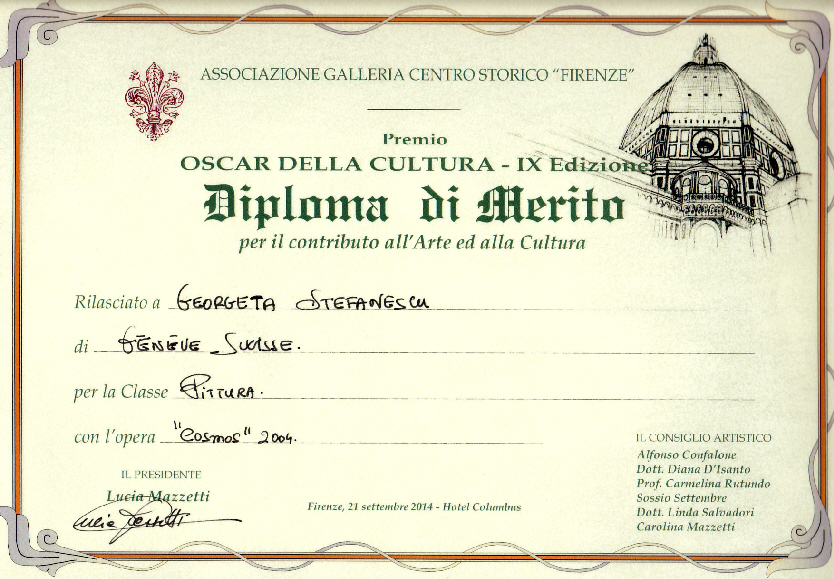 ASSOCIAZIONE GALLERIA CENTRO STORICO "FIRENZE"
Premio
OSCAR DELLA CULTURA - IX Edizione
Diploma di Merito
per il contributo all'Arte ed alla Cultura
Rilasciato a GEORGETA STEFANESCU
di GENÈVE - SUISSE.
per la Classe PITTURA.
con l'opera "Cosmos" 2004.
IL PRESIDENTE
Lucia Mazzetti
Firenze, 21 settembre 2014 - Hotel Columbus
IL CONSIGLIO ARTISTICO
Alfonso Confalone
Dott. Diana D'Isanto
Prof. Carmelina Rutundo
Sossio Settembre
Dott. Linda Salvadori
Carolina Mazzetti